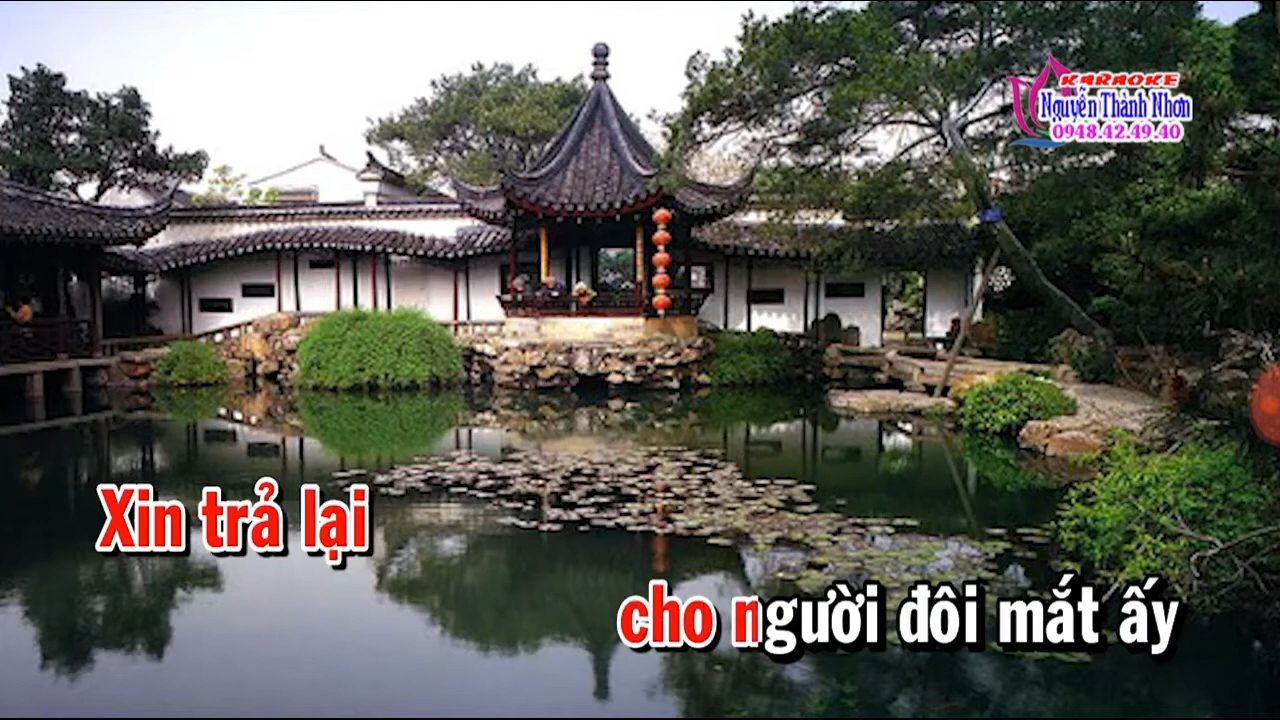 KARAOKE
Nguyễn Thành Nhơn
0948.42.49.40
Xin trả lại
cho người đôi mắt ấy